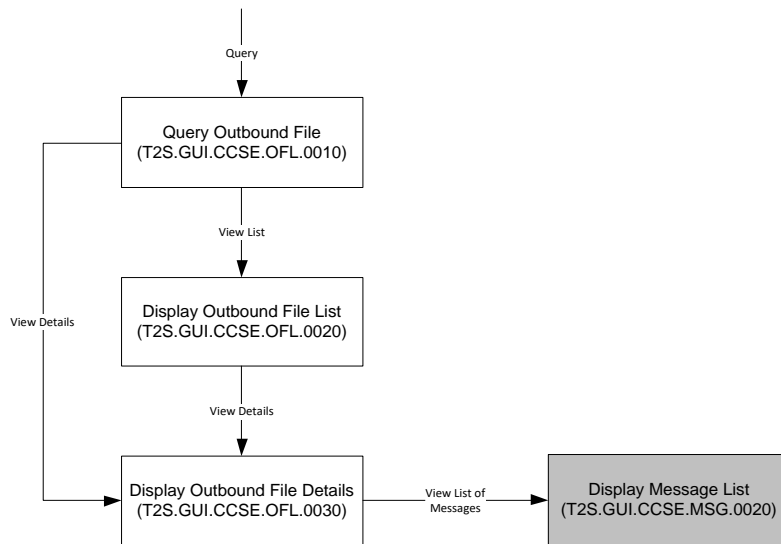 Query
Query Outbound File
(T2S.GUI.CCSE.OFL.0010)
View List
Display Outbound File List
(T2S.GUI.CCSE.OFL.0020)
View Details
View Details
Display Outbound File Details
(T2S.GUI.CCSE.OFL.0030)
View List of
Messages
Display Message List
(T2S.GUI.CCSE.MSG.0020)